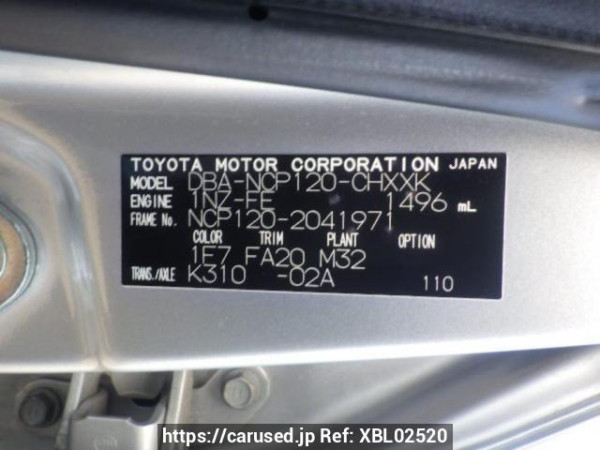 TOYOTA MOTOR CORPORATION JAPAN
MODEL DBA-NCP120-CHXXK
ENGINE 1NZ-FE 1496 mL
FRAME No. NCP120-2041971
COLOR TRIM PLANT OPTION
1E7 FA20 M32
TRANS./AXLE K310 -02A 110
https://carused.jp Ref: XBL02520